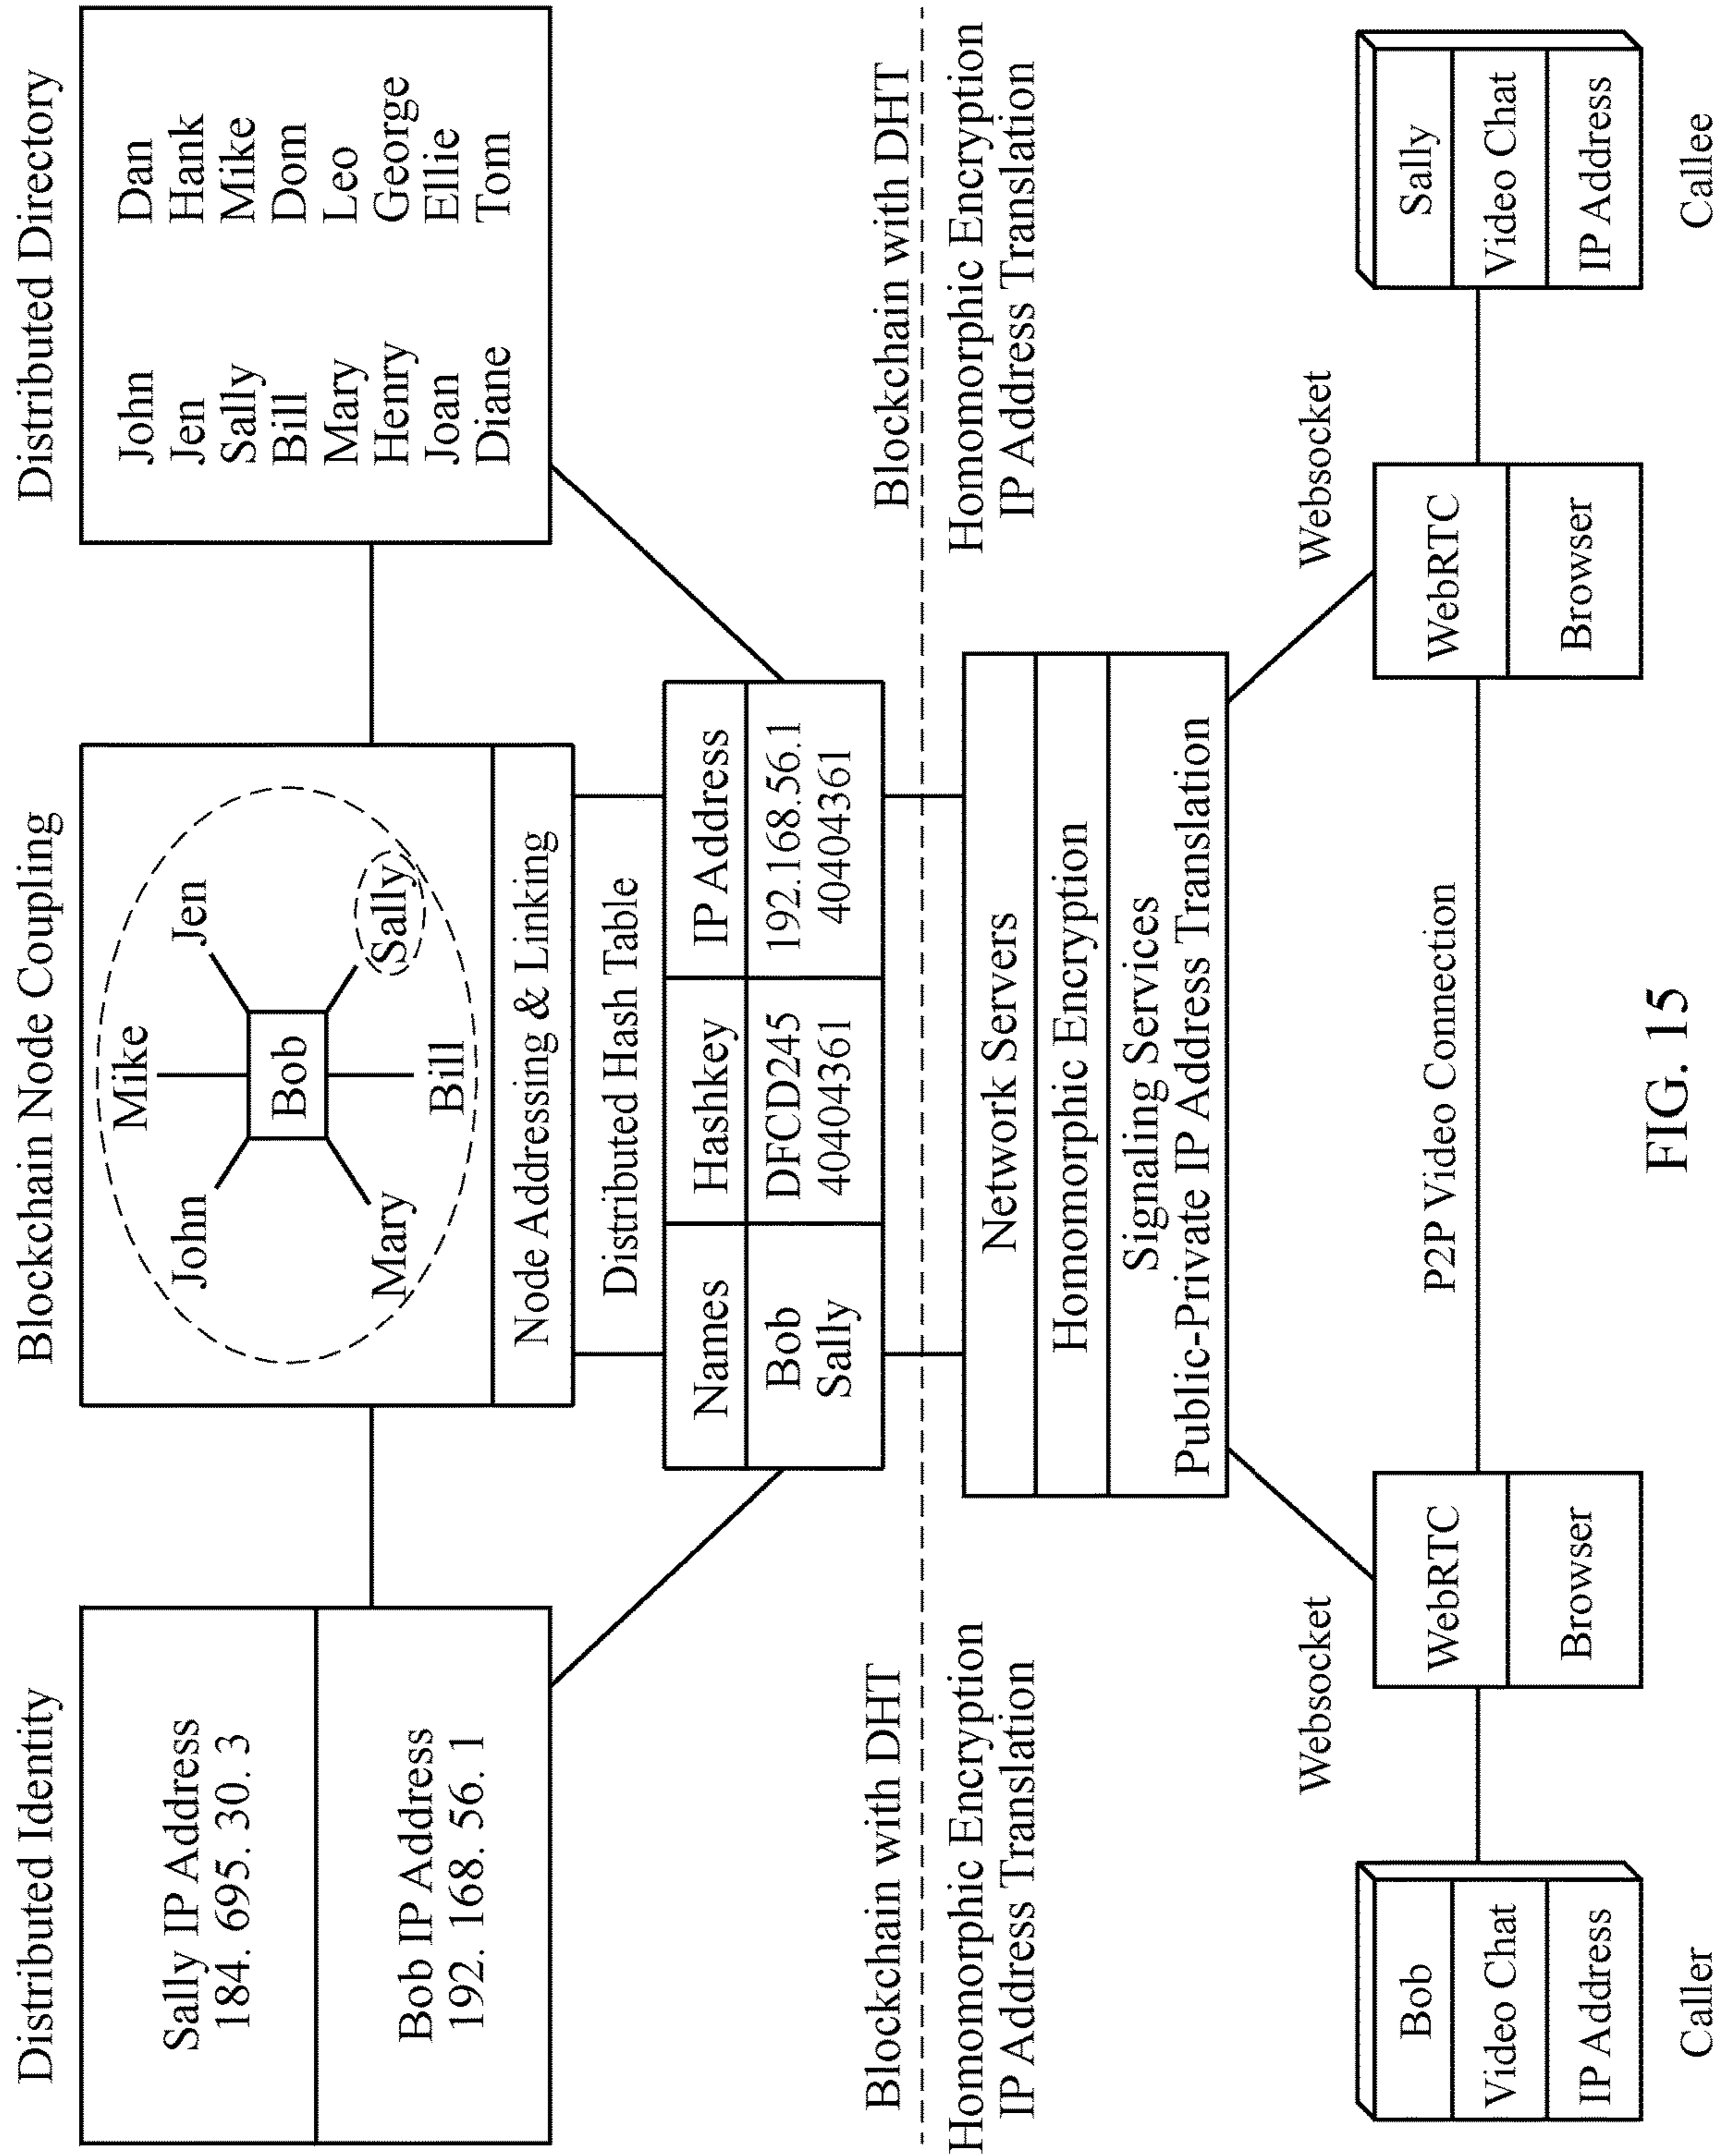 Distributed Identity
Blockchain Node Coupling
Distributed Directory
Sally IP Address
184. 695. 30. 3
Bob IP Address
192. 168. 56. 1
Mike
John
Jen
Bob
Mary
Sally
Bill
Node Addressing & Linking
John
Jen
Sally
Bill
Mary
Henry
Joan
Diane
Dan
Hank
Mike
Dom
Leo
George
Ellie
Tom
Distributed Hash Table
Names Hashkey IP Address
Bob DFCD245 192.168.56.1
Sally 40404361 40404361
Blockchain with DHT
Blockchain with DHT
Homomorphic Encryption
IP Address Translation
Homomorphic Encryption
IP Address Translation
Network Servers
Homomorphic Encryption
Signaling Services
Public-Private IP Address Translation
Websocket
Websocket
Bob
Video Chat
IP Address
Caller
WebRTC
Browser
P2P Video Connection
WebRTC
Browser
Sally
Video Chat
IP Address
Callee
FIG. 15